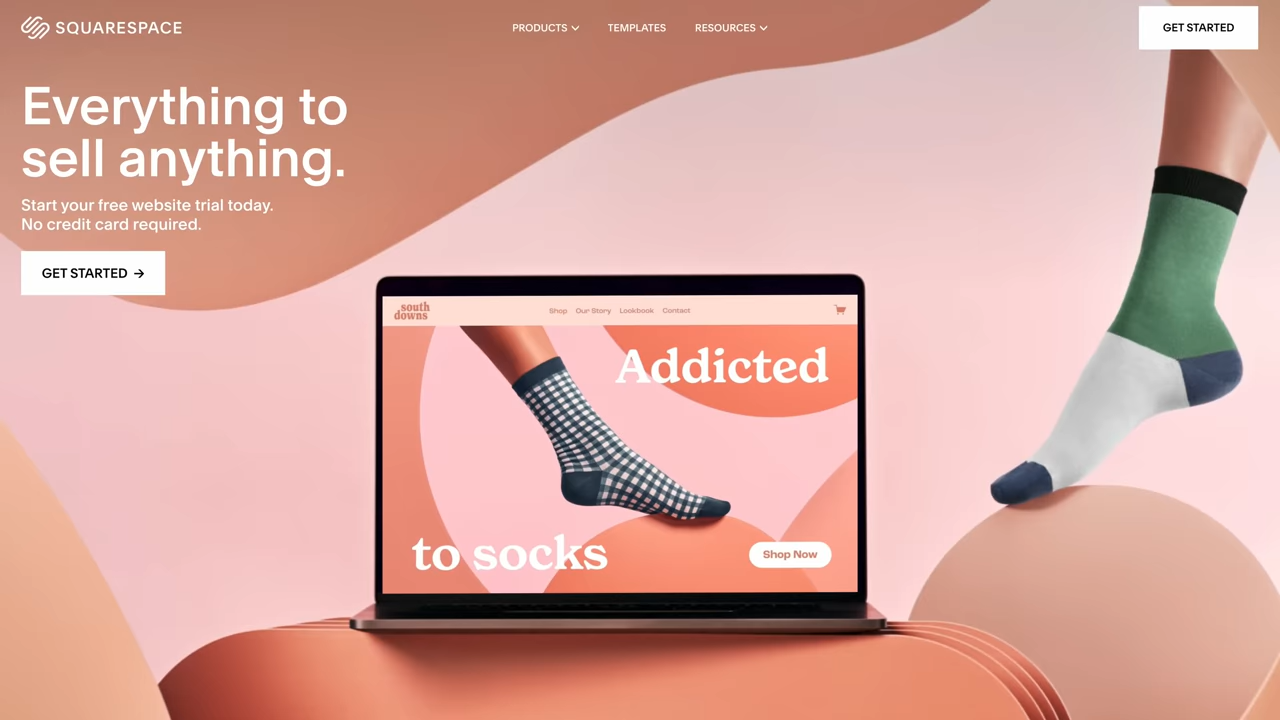 SQUARESPACE
PRODUCTS
TEMPLATES
RESOURCES
GET STARTED
Everything to
sell anything.
Start your free website trial today.
No credit card required.
GET STARTED →
south
downs
Shop
Our Story
Lookbook
Contact
Addicted
to socks
Shop Now